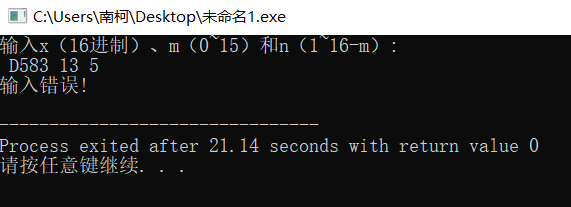 C:\Users\南柯\Desktop\未命名1.exe
输入x（16进制）、m（0~15）和n（1~16-m）:
D583 13 5
输入错误!
--------------------------------
Process exited after 21.14 seconds with return value 0
请按任意键继续. . .